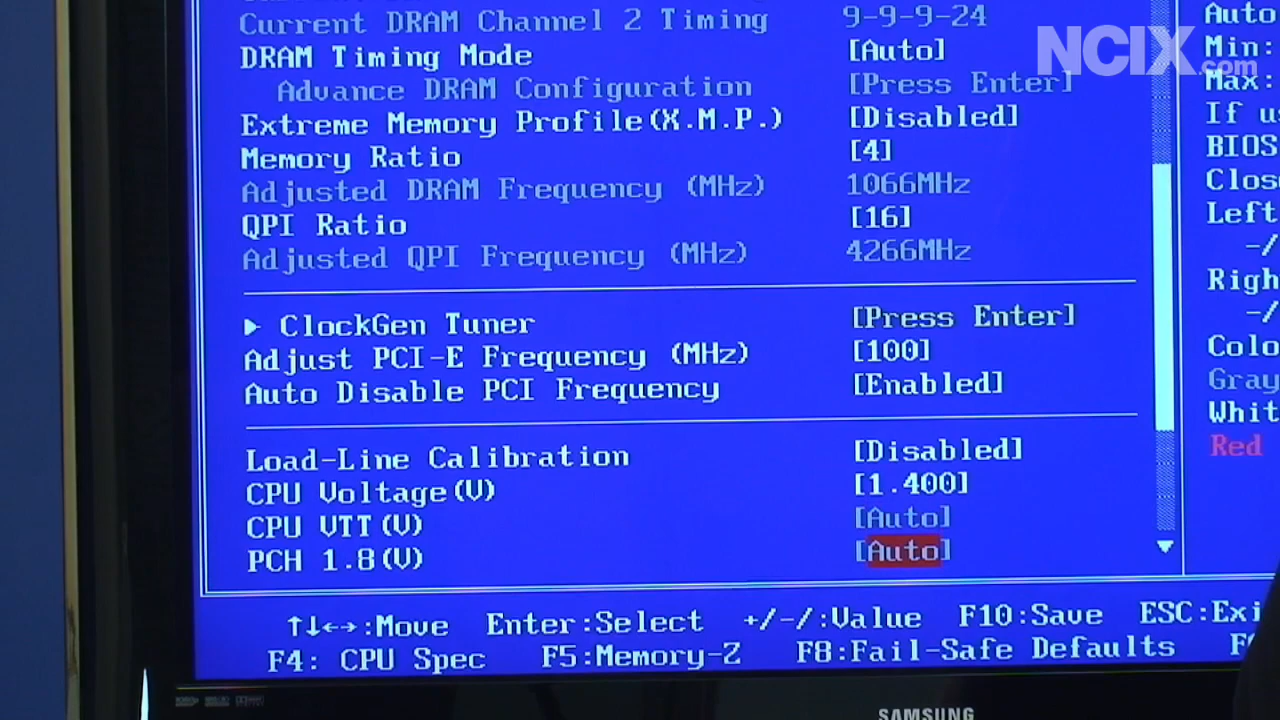 Current DRAM Channel 2 Timing 9-9-9-24
DRAM Timing Mode [Auto]
Advance DRAM Configuration [Press Enter]
Extreme Memory Profile(X.M.P.) [Disabled]
Memory Ratio [4]
Adjusted DRAM Frequency (MHz) 1066MHz
QPI Ratio [16]
Adjusted QPI Frequency (MHz) 4266MHz
ClockGen Tuner [Press Enter]
Adjust PCI-E Frequency (MHz) [100]
Auto Disable PCI Frequency [Enabled]
Load-Line Calibration [Disabled]
CPU Voltage(V) [1.400]
CPU VTT(V) [Auto]
PCH 1.8(V) [Auto]
Auto
Min:
Max:
If u
BIOS
Clos
Left
-/
Righ
-/
Colo
Gray
Whit
Red
↑↓←→:Move Enter:Select +/-/:Value F10:Save ESC:Exi
F4: CPU Spec F5:Memory-Z F8:Fail-Safe Defaults F
SAMSUNG
NCIX.com